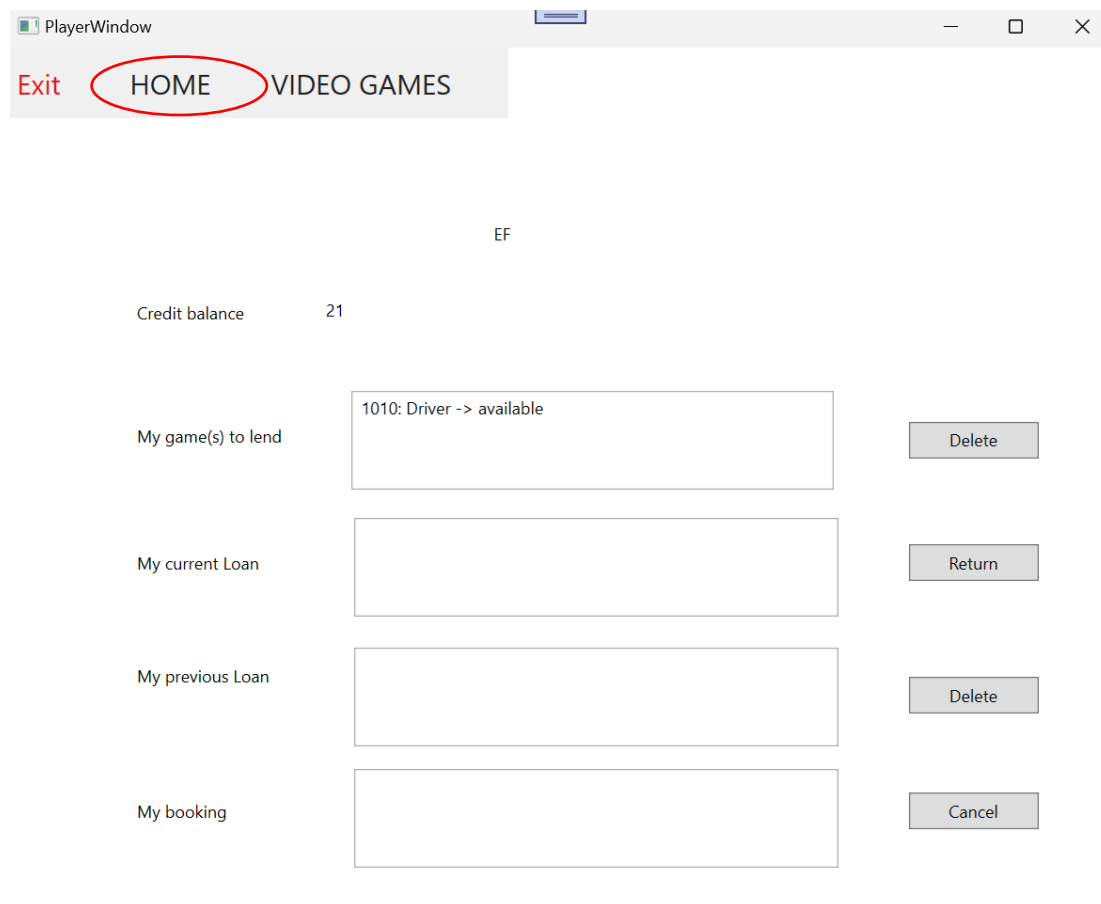 PlayerWindow
Exit HOME VIDEO GAMES
EF
Credit balance 21
1010: Driver -> available
My game(s) to lend
Delete
My current Loan
Return
My previous Loan
Delete
My booking
Cancel